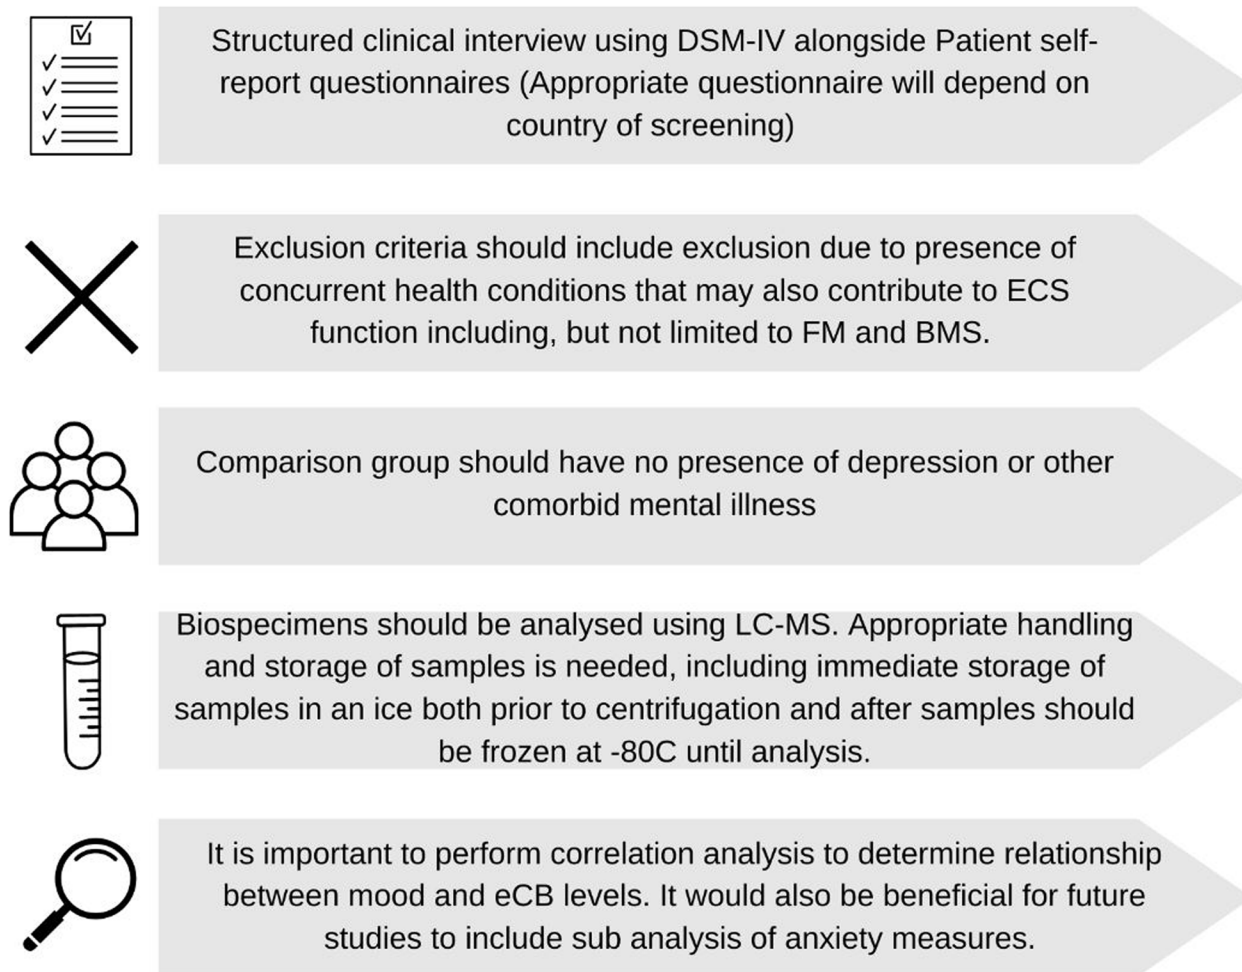 Structured clinical interview using DSM-IV alongside Patient self-
report questionnaires (Appropriate questionnaire will depend on
country of screening)
Exclusion criteria should include exclusion due to presence of
concurrent health conditions that may also contribute to ECS
function including, but not limited to FM and BMS.
Comparison group should have no presence of depression or other
comorbid mental illness
Biospecimens should be analysed using LC-MS. Appropriate handling
and storage of samples is needed, including immediate storage of
samples in an ice both prior to centrifugation and after samples should
be frozen at -80C until analysis.
It is important to perform correlation analysis to determine relationship
between mood and eCB levels. It would also be beneficial for future
studies to include sub analysis of anxiety measures.